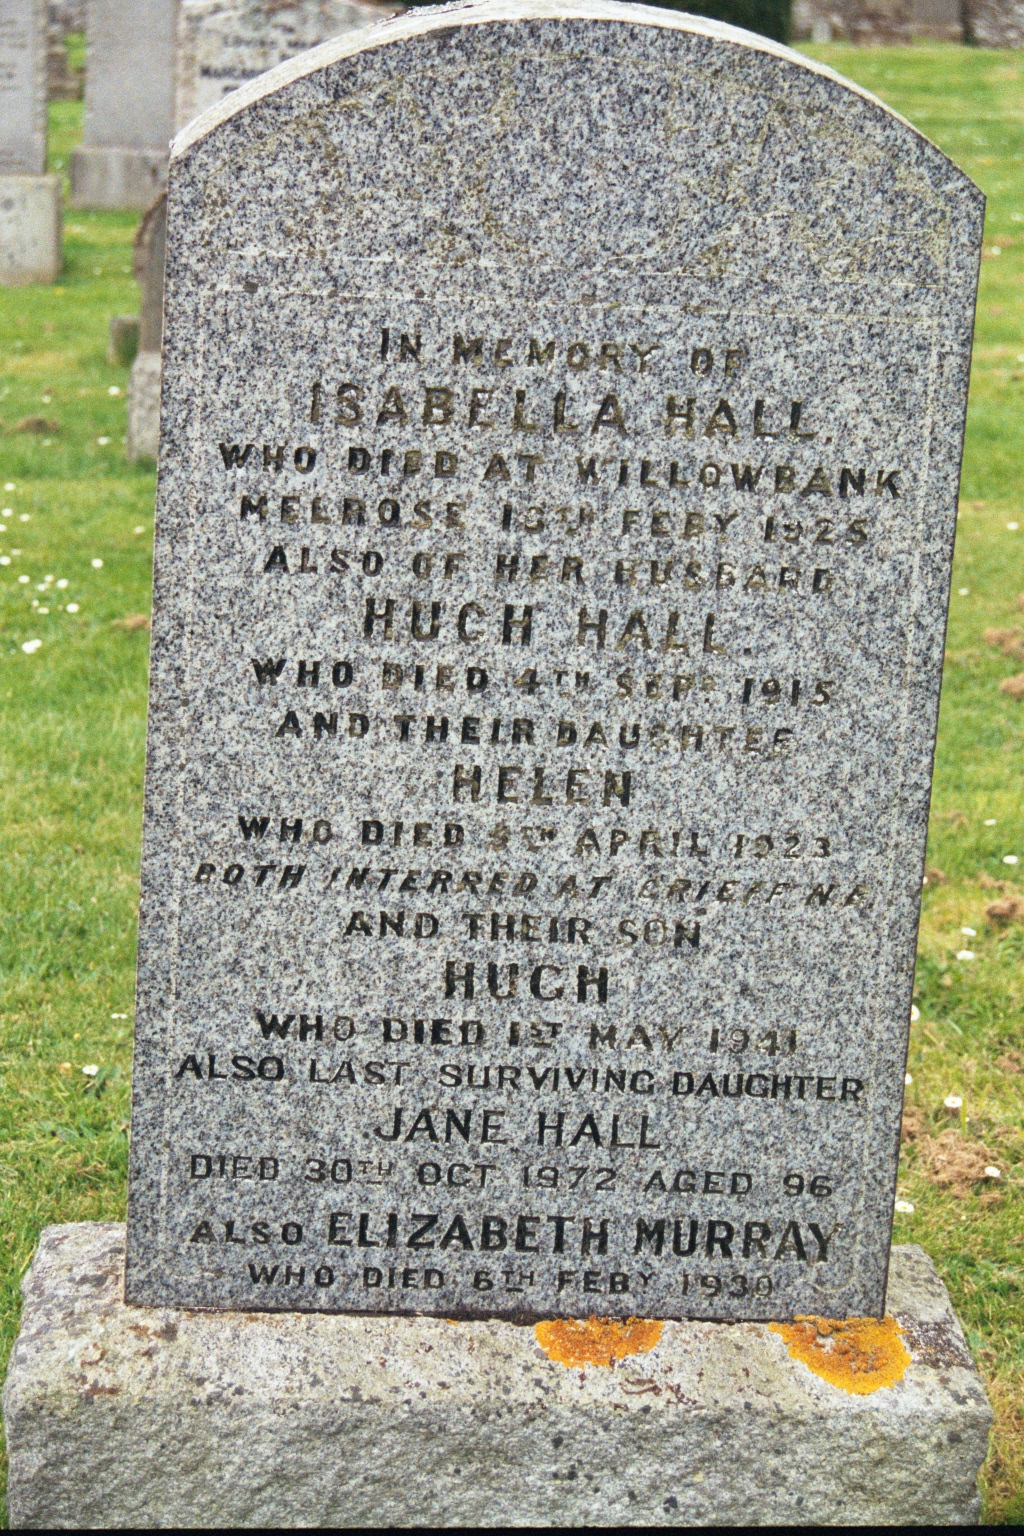 IN MEMORY OF
ISABELLA HALL,
WHO DIED AT WILLOWBANK
MELROSE FEBY 1925
ALSO OF HER HUSBAND
HUGH HALL.
WHO DIED 4TH SEPT 1915
AND THEIR DAUGHTER
HELEN
WHO DIED APRIL 1923
BOTH INTERRED AT CRIEFF N.B.
AND THEIR SON
HUGH
WHO DIED 1ST MAY 1941
ALSO LAST SURVIVING DAUGHTER
JANE HALL
DIED 30TH OCT 1972 AGED 96
ALSO ELIZABETH MURRAY
WHO DIED 6TH FEBY 1930